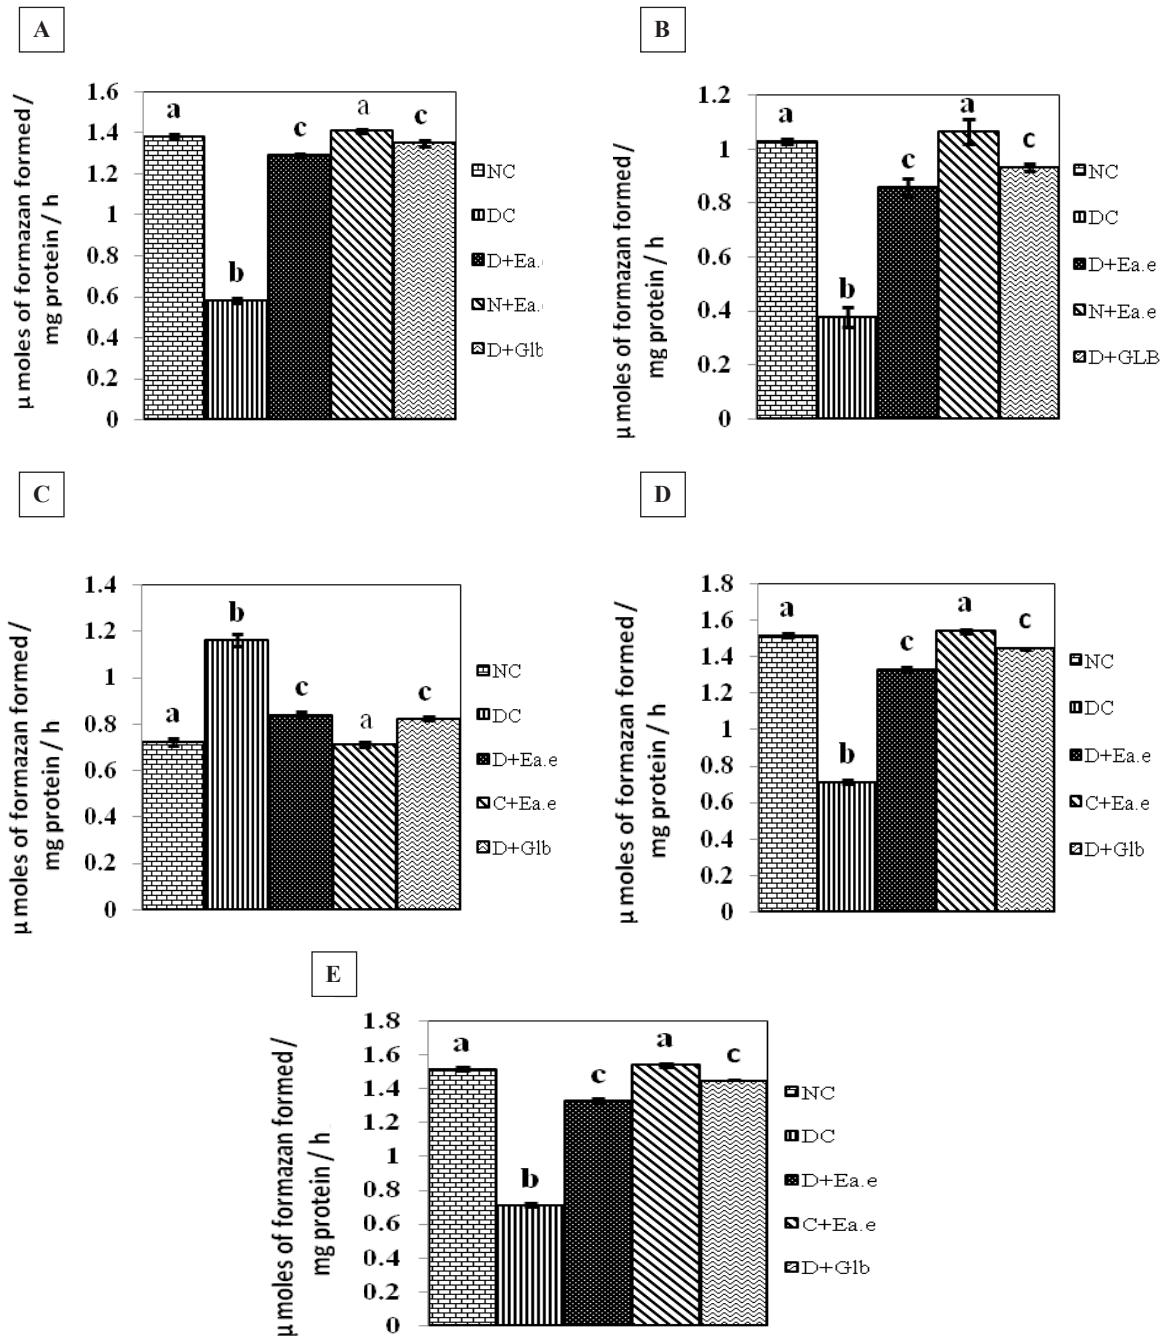 A
μ moles of formazan formed /
mg protein / h
1.6
1.4
1.2
1
0.8
0.6
0.4
0.2
0
a
b
c
a
c
NC
DC
D+Ea.
N+Ea.
D+Glb
B
μ moles of formazan formed /
mg protein / h
1.2
1
0.8
0.6
0.4
0.2
0
a
b
c
a
c
NC
DC
D+Ea.e
N+Ea.e
D+GLB
C
μ moles of formazan formed /
mg protein / h
1.4
1.2
1
0.8
0.6
0.4
0.2
0
a
b
c
a
c
NC
DC
D+Ea.e
C+Ea.e
D+Glb
D
μ moles of formazan formed /
mg protein / h
1.8
1.6
1.4
1.2
1
0.8
0.6
0.4
0.2
0
a
b
c
a
c
NC
DC
D+Ea.e
C+Ea.e
D+Glb
E
μ moles of formazan formed /
mg protein / h
1.8
1.6
1.4
1.2
1
0.8
0.6
0.4
0.2
0
a
b
c
a
c
NC
DC
D+Ea.e
C+Ea.e
D+Glb